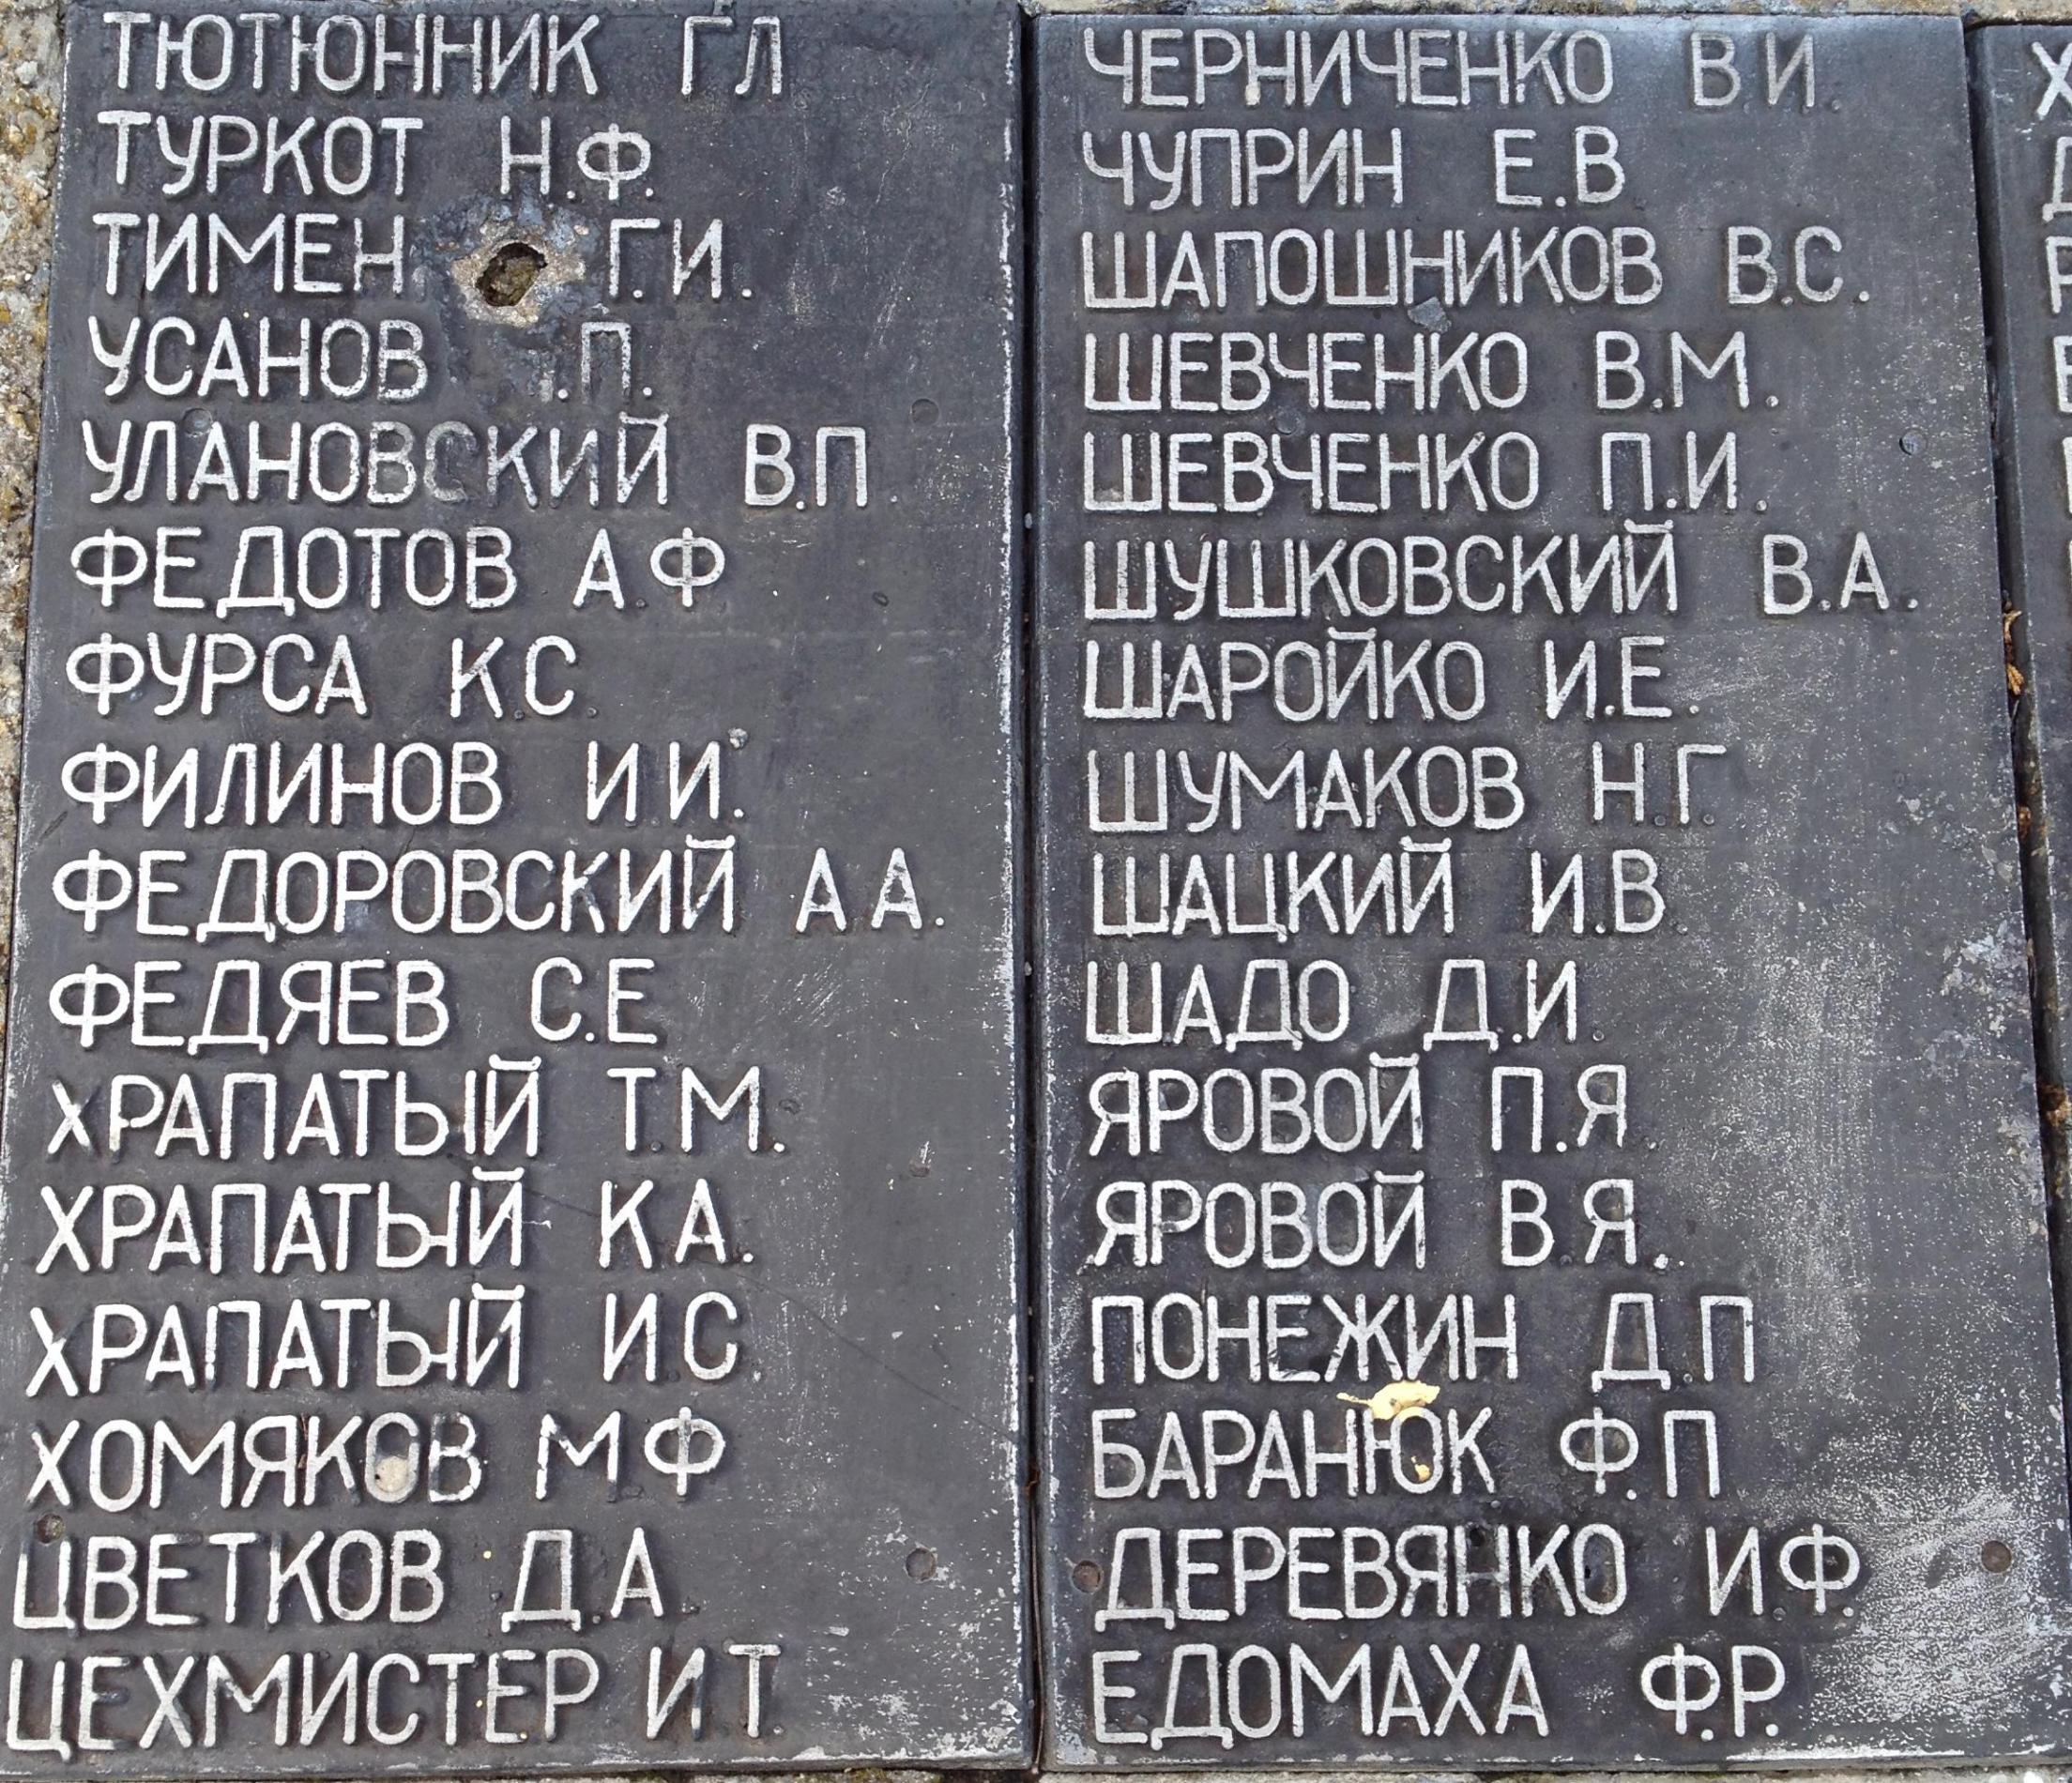 ТЮТЮННИК ГЛ
ТУРКОТ Н.Ф.
ТИМЕН Г.И.
УСАНОВ .П.
УЛАНОВСКИЙ В.П.
ФЕДОТОВ А.Ф
ФУРСА К.С.
ФИЛИНОВ И И.
ФЕДОРОВСКИЙ А А.
ФЕДЯЕВ С.Е
ХРАПАТЫЙ Т.М.
ХРАПАТЫЙ К А.
ХРАПАТЫЙ И.С.
ХОМЯКОВ М.Ф
ЦВЕТКОВ Д.А.
ЦЕХМИСТЕР И.Т.
ЧЕРНИЧЕНКО В.И.
ЧУПРИН Е.В
ШАПОШНИКОВ В.С.
ШЕВЧЕНКО В.М.
ШЕВЧЕНКО П.И.
ШУШКОВСКИЙ В.А.
ШАРОЙКО И.Е.
ШУМАКОВ Н.Г.
ШАЦКИЙ И.В.
ШАДО Д.И.
ЯРОВОЙ П.Я.
ЯРОВОЙ В.Я.
ПОНЕЖИН Д.П
БАРАНЮК Ф.П
ДЕРЕВЯНКО И.Ф.
ЕДОМАХА Ф.Р.